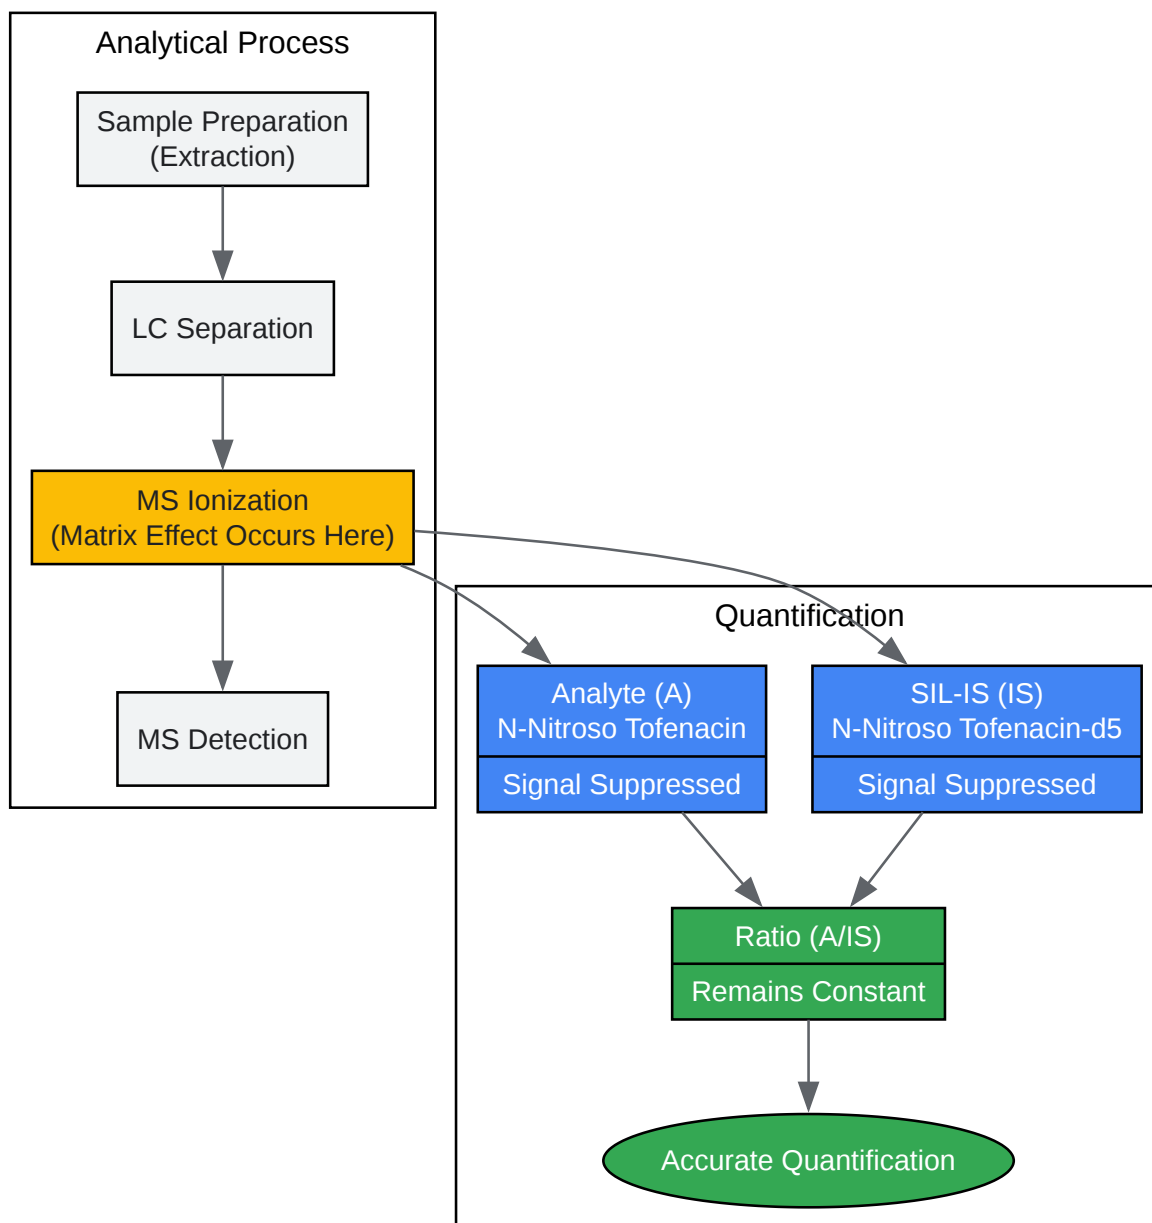 Analytical Process
Sample Preparation
(Extraction)
LC Separation
MS Ionization
(Matrix Effect Occurs Here)
MS Detection
Quantification
Analyte (A)
N-Nitroso Tofenacin
Signal Suppressed
SIL-IS (IS)
N-Nitroso Tofenacin-d5
Signal Suppressed
Ratio (A/IS)
Remains Constant
Accurate Quantification